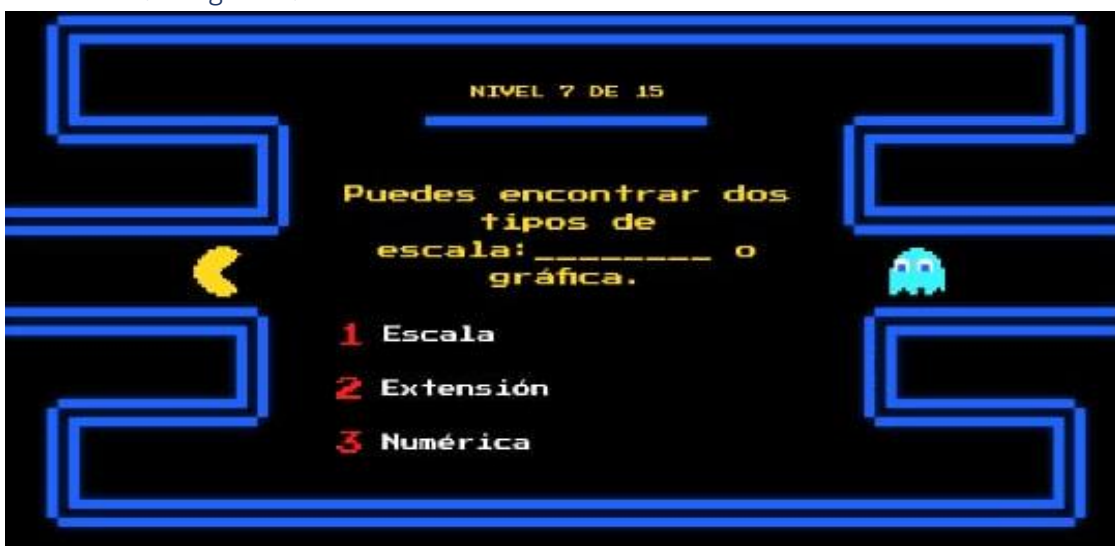 NIVEL 7 DE 15
Puedes encontrar dos
tipos de
escala:________ o
gráfica.
1 Escala
2 Extensión
3 Numérica